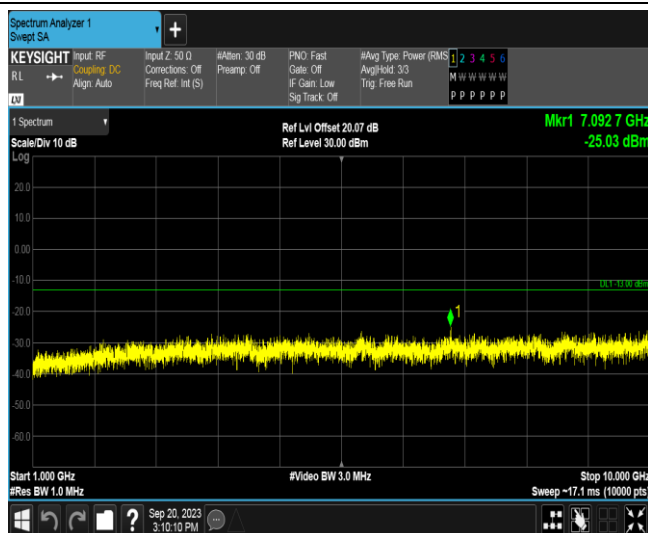 Spectrum Analyzer 1
Swept SA
KEYSIGHT
RL
LXI
Input: RF
Coupling: DC
Align: Auto
Input Z: 50 Ω
Corrections: Off
Freq Ref: Int (S)
#Atten: 30 dB
Preamp: Off
PNO: Fast
Gate: Off
IF Gain: Low
Sig Track: Off
#Avg Type: Power (RMS
Avg|Hold: 3/3
Trig: Free Run
1 2 3 4 5 6
M W W W W W
P P P P P P
1 Spectrum
Scale/Div 10 dB
Ref Lvl Offset 20.07 dB
Ref Level 30.00 dBm
Mkr1 7.092 7 GHz
-25.03 dBm
Log
20.0
10.0
0.00
-10.0
DL1 -13.00 dBm
-20.0
1
-30.0
-40.0
-50.0
-60.0
Start 1.000 GHz
#Video BW 3.0 MHz
Stop 10.000 GHz
#Res BW 1.0 MHz
Sweep ~17.1 ms (10000 pts)
?
Sep 20, 2023
3:10:10 PM